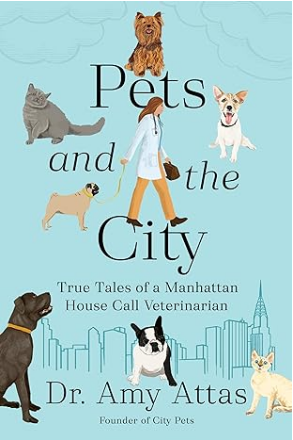 Pets
and the
City
True Tales of a Manhattan
House Call Veterinarian
Dr. Amy Attas
Founder of City Pets